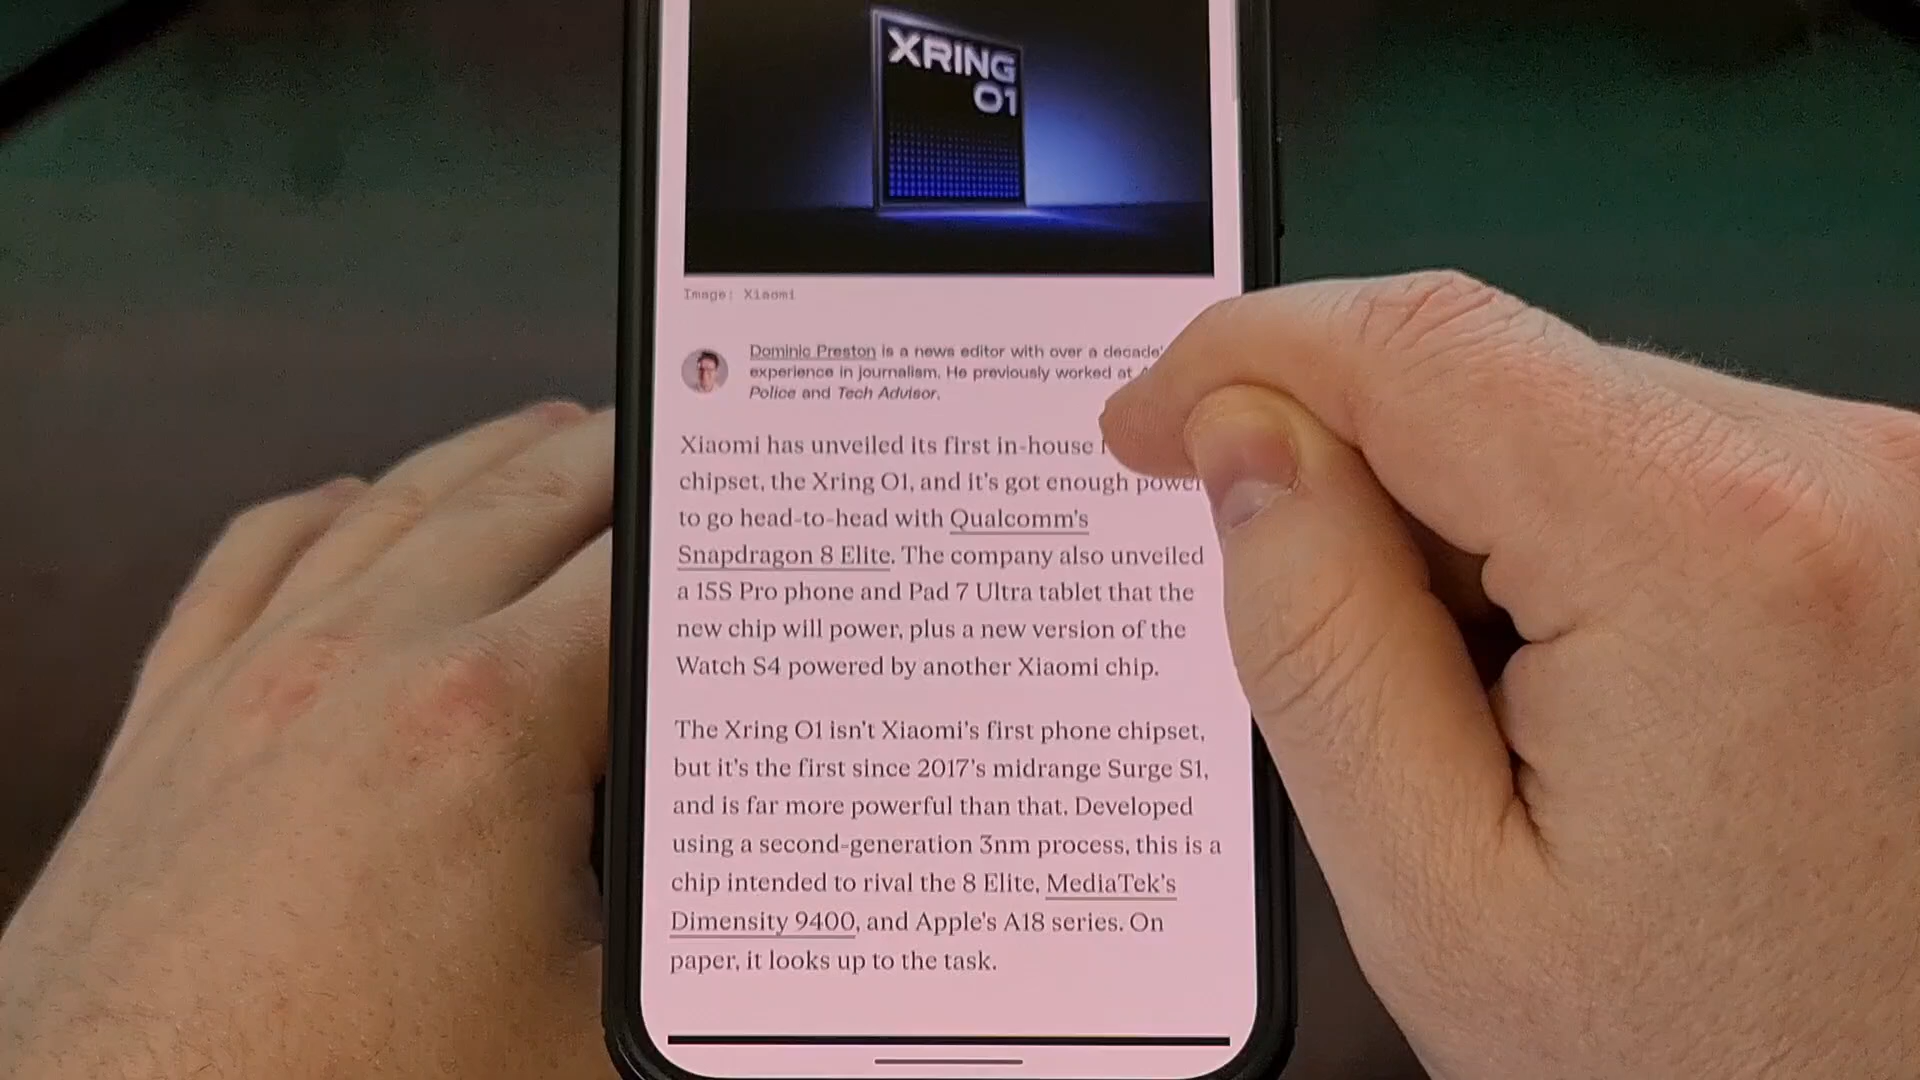 XRING
O1
Image: Xiaomi
Dominic Preston is a news editor with over a decade'
experience in journalism. He previously worked at
Police and Tech Advisor.
Xiaomi has unveiled its first in-house
chipset, the Xring O1, and it's got enough power
to go head-to-head with Qualcomm's
Snapdragon 8 Elite. The company also unveiled
a 15S Pro phone and Pad 7 Ultra tablet that the
new chip will power, plus a new version of the
Watch S4 powered by another Xiaomi chip.
The Xring O1 isn't Xiaomi's first phone chipset,
but it's the first since 2017's midrange Surge S1,
and is far more powerful than that. Developed
using a second-generation 3nm process, this is a
chip intended to rival the 8 Elite, MediaTek's
Dimensity 9400, and Apple's A18 series. On
paper, it looks up to the task.